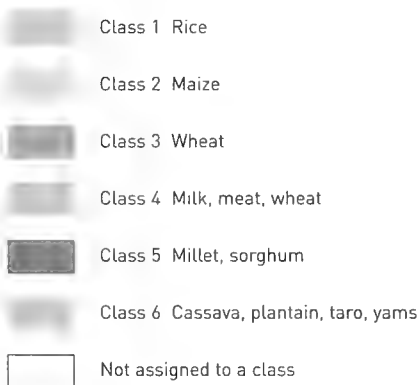 Class 1 Rice
Class 2 Maize
Class 3 Wheat
Class 4 Milk, meat, wheat
Class 5 Millet, sorghum
Class 6 Cassava, plantain, taro, yams
Not assigned to a class